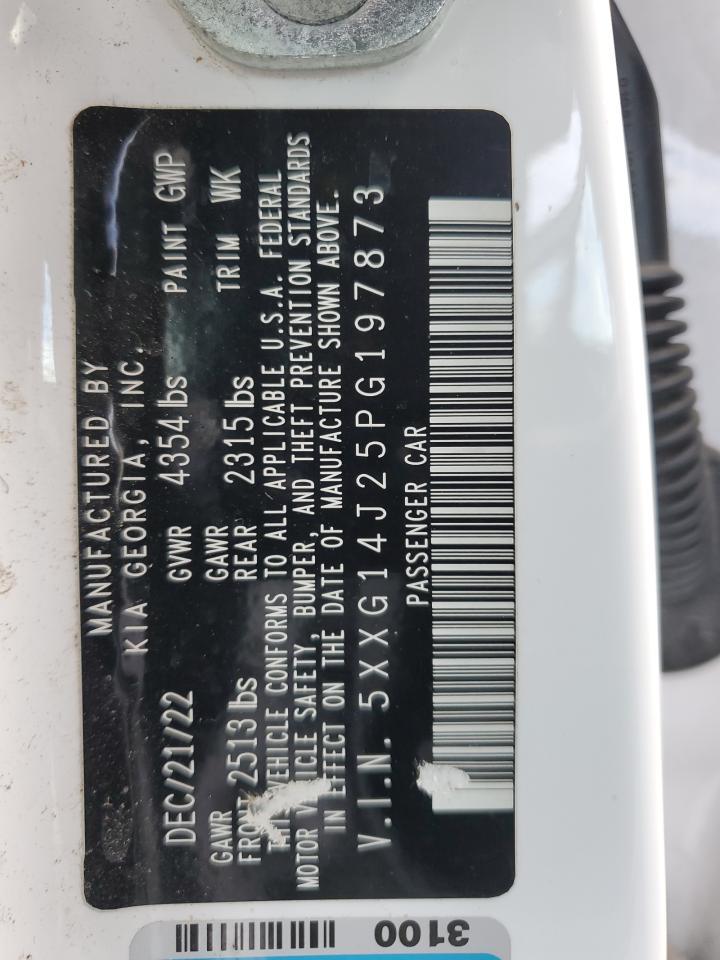 MANUFACTURED BY
KIA GEORGIA, INC.
DEC/21/22 GVWR 4354 lbs PAINT GWP
GAWR FRONT 2513 lbs GAWR REAR 2315 lbs TRIM WK
THIS VEHICLE CONFORMS TO ALL APPLICABLE U.S.A. FEDERAL
MOTOR VEHICLE SAFETY, BUMPER, AND THEFT PREVENTION STANDARDS
IN EFFECT ON THE DATE OF MANUFACTURE SHOWN ABOVE.
V.I.N. 5XXG14J25PG197873
PASSENGER CAR
3100